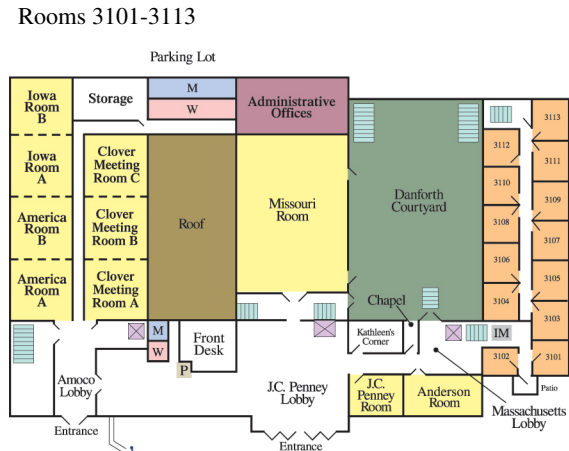 Rooms 3101-3113
Parking Lot
Iowa
Room
B
Storage
M
W
Administrative
Offices
3113
3112
3111
Iowa
Room
A
Clover
Meeting
Room C
3110
3109
Missouri
Room
Danforth
Courtyard
America
Room
B
Clover
Meeting
Room B
Roof
3108
3107
3106
3105
America
Room
A
Clover
Meeting
Room A
Chapel
3104
3103
M
W
Front
Desk
P
Kathleen's
Corner
IM
3102
3101
Amoco
Lobby
J.C. Penney
Lobby
J.C.
Penney
Room
Anderson
Room
Patio
Massachusetts
Lobby
Entrance
Entrance